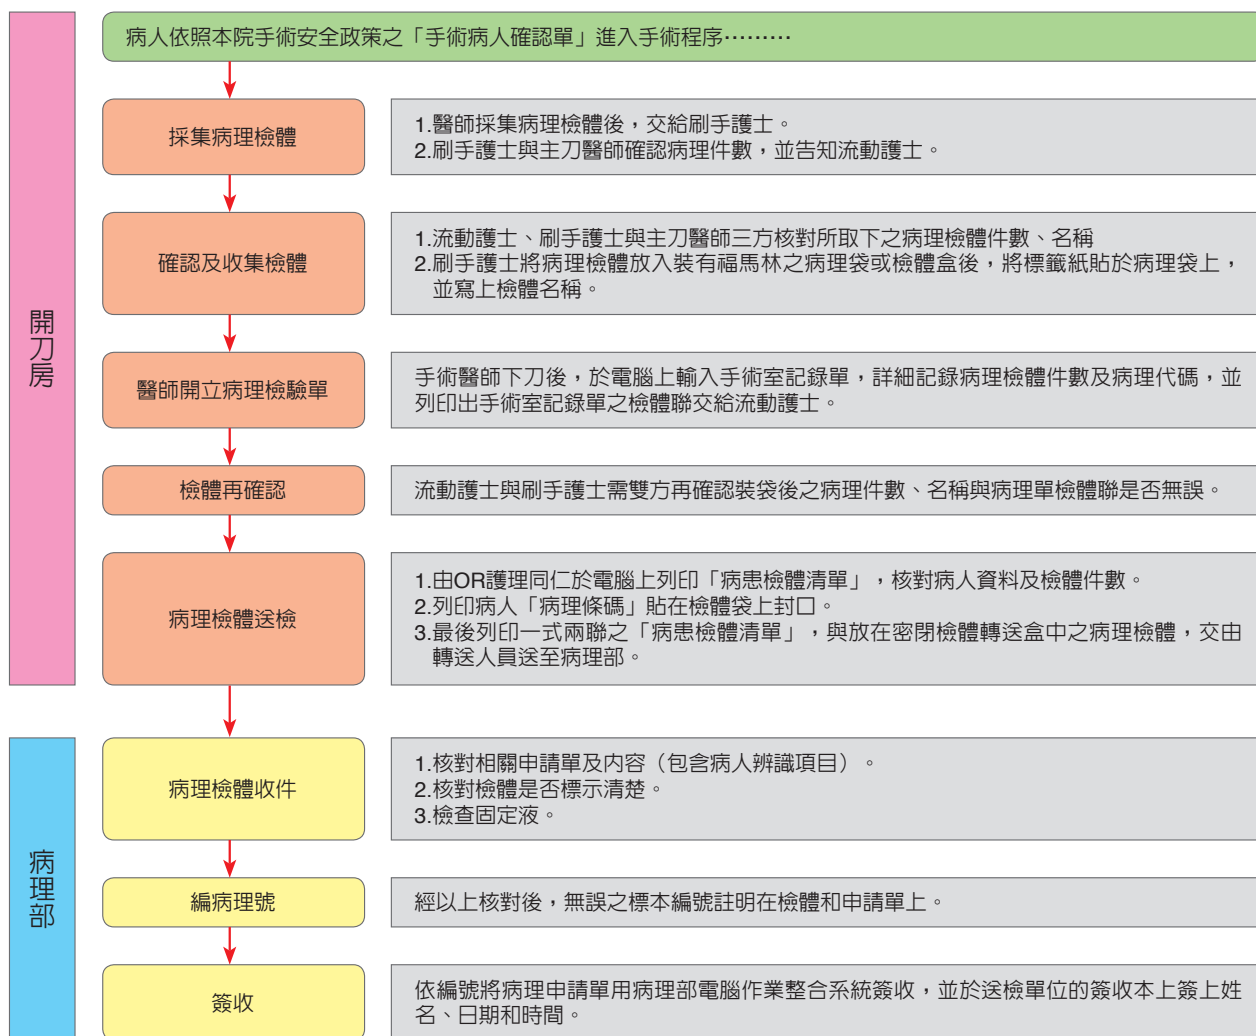 開刀房
病人依照本院手術安全政策之「手術病人確認單」進入手術程序⋯⋯⋯
採集病理檢體
1.醫師採集病理檢體後，交給刷手護士。
2.刷手護士與主刀醫師確認病理件數，並告知流動護士。
確認及收集檢體
1.流動護士、刷手護士與主刀醫師三方核對所取下之病理檢體件數、名稱
2.刷手護士將病理檢體放入裝有福馬林之病理袋或檢體盒後，將標籤紙貼於病理袋上，
並寫上檢體名稱。
醫師開立病理檢驗單
手術醫師下刀後，於電腦上輸入手術室記錄單，詳細記錄病理檢體件數及病理代碼，並
列印出手術室記錄單之檢體聯交給流動護士。
檢體再確認
流動護士與刷手護士需雙方再確認裝袋後之病理件數、名稱與病理單檢體聯是否無誤。
病理檢體送檢
1.由OR護理同仁於電腦上列印「病患檢體清單」，核對病人資料及檢體件數。
2.列印病人「病理條碼」貼在檢體袋上封口。
3.最後列印一式兩聯之「病患檢體清單」，與放在密閉檢體轉送盒中之病理檢體，交由
轉送人員送至病理部。
病理部
病理檢體收件
1.核對相關申請單及內容（包含病人辨識項目）。
2.核對檢體是否標示清楚。
3.檢查固定液。
編病理號
經以上核對後，無誤之標本編號註明在檢體和申請單上。
簽收
依編號將病理申請單用病理部電腦作業整合系統簽收，並於送檢單位的簽收本上簽上姓
名、日期和時間。